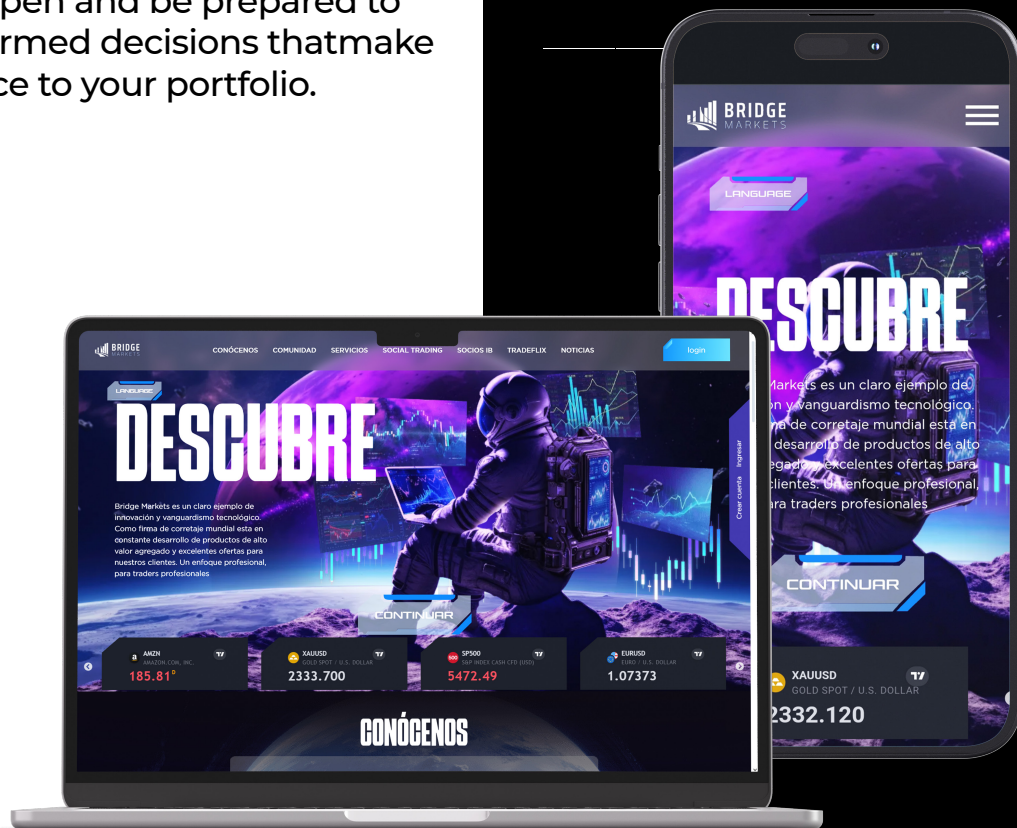 pen and be prepared to
rmed decisions thatmake
ce to your portfolio.
BRIDGE
MARKETS
LANGUAGE
DESCUBRE
Markets es un claro ejemplo de
ón y vanguardismo tecnológico.
ma de corretaje mundial esta en
desarrollo de productos de alto
egado y excelentes ofertas para
clientes. Un enfoque profesional,
ara traders profesionales
CONTINUAR
XAUUSD
GOLD SPOT / U.S. DOLLAR
2332.120
BRIDGE
MARKETS
CONÓCENOS COMUNIDAD SERVICIOS SOCIAL TRADING SOCIOS IB TRADEFLIX NOTICIAS
login
LANGUAGE
DESCUBRE
Bridge Markets es un claro ejemplo de
innovación y vanguardismo tecnológico.
Como firma de corretaje mundial esta en
constante desarrollo de productos de alto
valor agregado y excelentes ofertas para
nuestros clientes. Un enfoque profesional,
para traders profesionales
Crear cuenta Ingresar
CONTINUAR
AMZN
AMAZON.COM, INC.
185.81 D
XAUUSD
GOLD SPOT / U.S. DOLLAR
2333.700
500
SP500
S&P INDEX CASH CFD (USD)
5472.49
EURUSD
EURO / U.S. DOLLAR
1.07373
CONÓCENOS